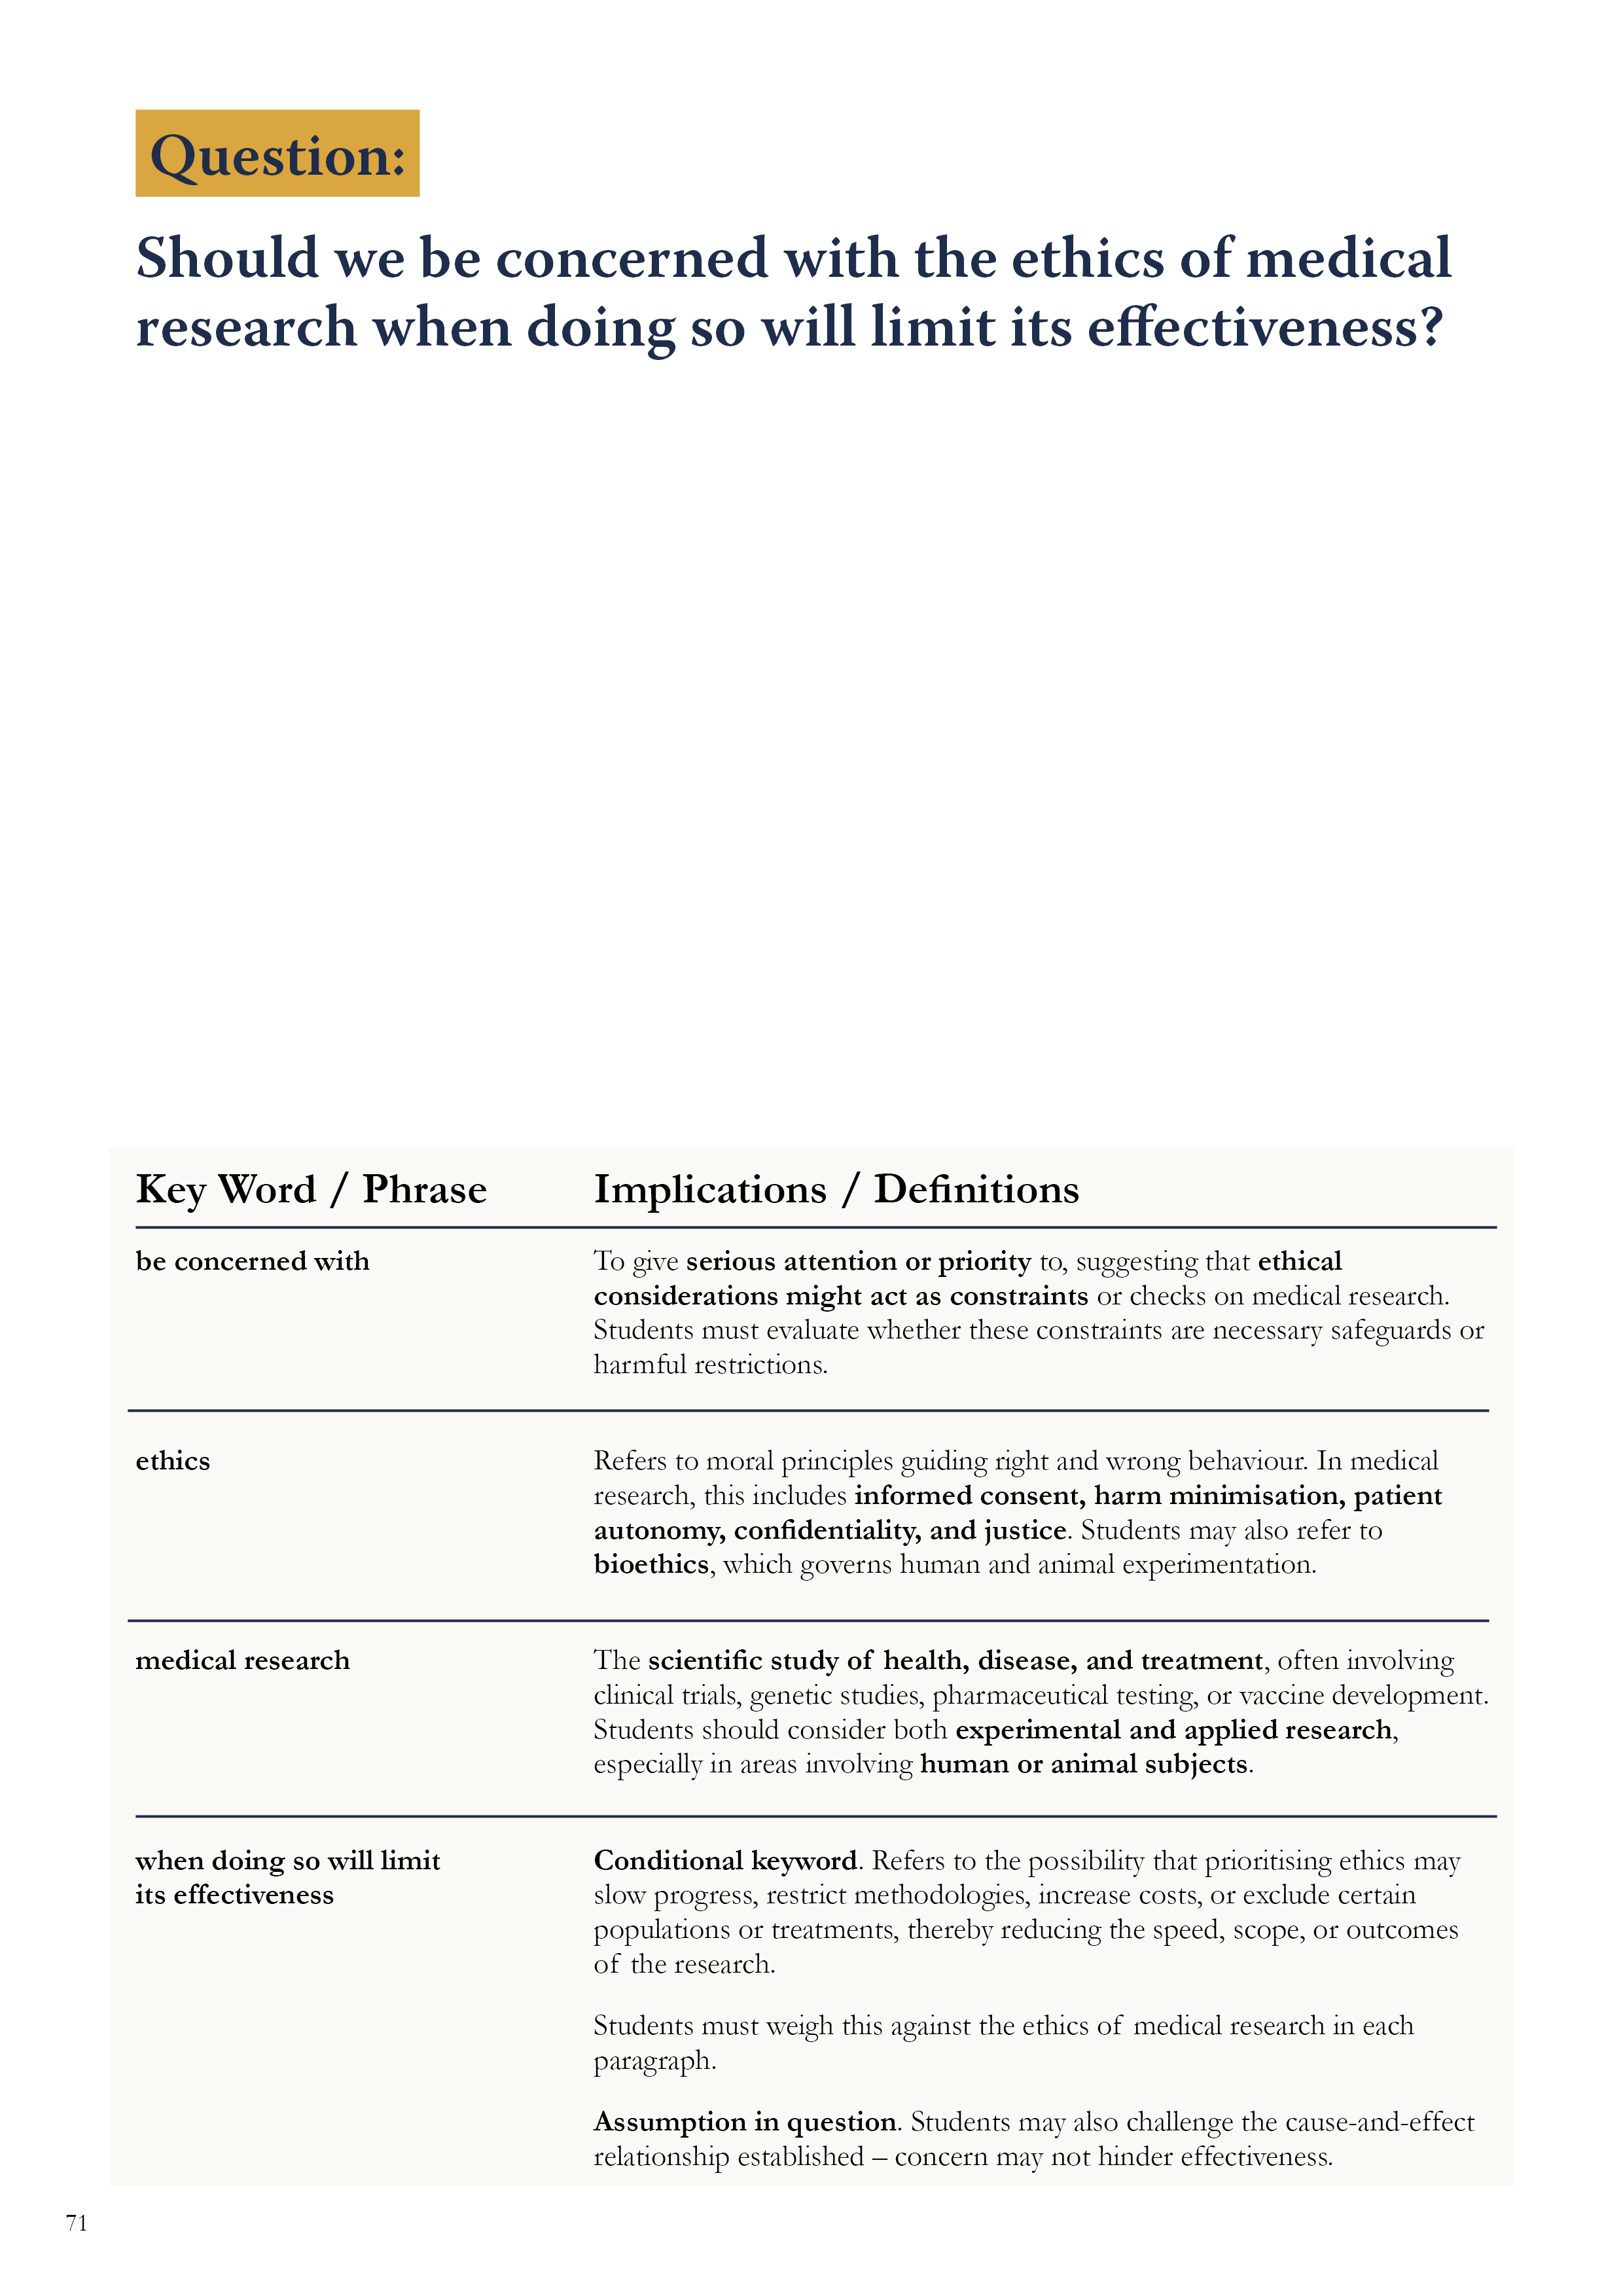 Question:
Should we be concerned with the ethics of medical
research when doing so will limit its effectiveness?
Key Word / Phrase
Implications / Definitions
be concerned with
To give serious attention or priority to, suggesting that ethical
considerations might act as constraints or checks on medical research.
Students must evaluate whether these constraints are necessary safeguards or
harmful restrictions.
ethics
Refers to moral principles guiding right and wrong behaviour. In medical
research, this includes informed consent, harm minimisation, patient
autonomy, confidentiality, and justice. Students may also refer to
bioethics, which governs human and animal experimentation.
medical research
The scientific study of health, disease, and treatment, often involving
clinical trials, genetic studies, pharmaceutical testing, or vaccine development.
Students should consider both experimental and applied research,
especially in areas involving human or animal subjects.
when doing so will limit
its effectiveness
Conditional keyword. Refers to the possibility that prioritising ethics may
slow progress, restrict methodologies, increase costs, or exclude certain
populations or treatments, thereby reducing the speed, scope, or outcomes
of the research.
Students must weigh this against the ethics of medical research in each
paragraph.
Assumption in question. Students may also challenge the cause-and-effect
relationship established – concern may not hinder effectiveness.
71